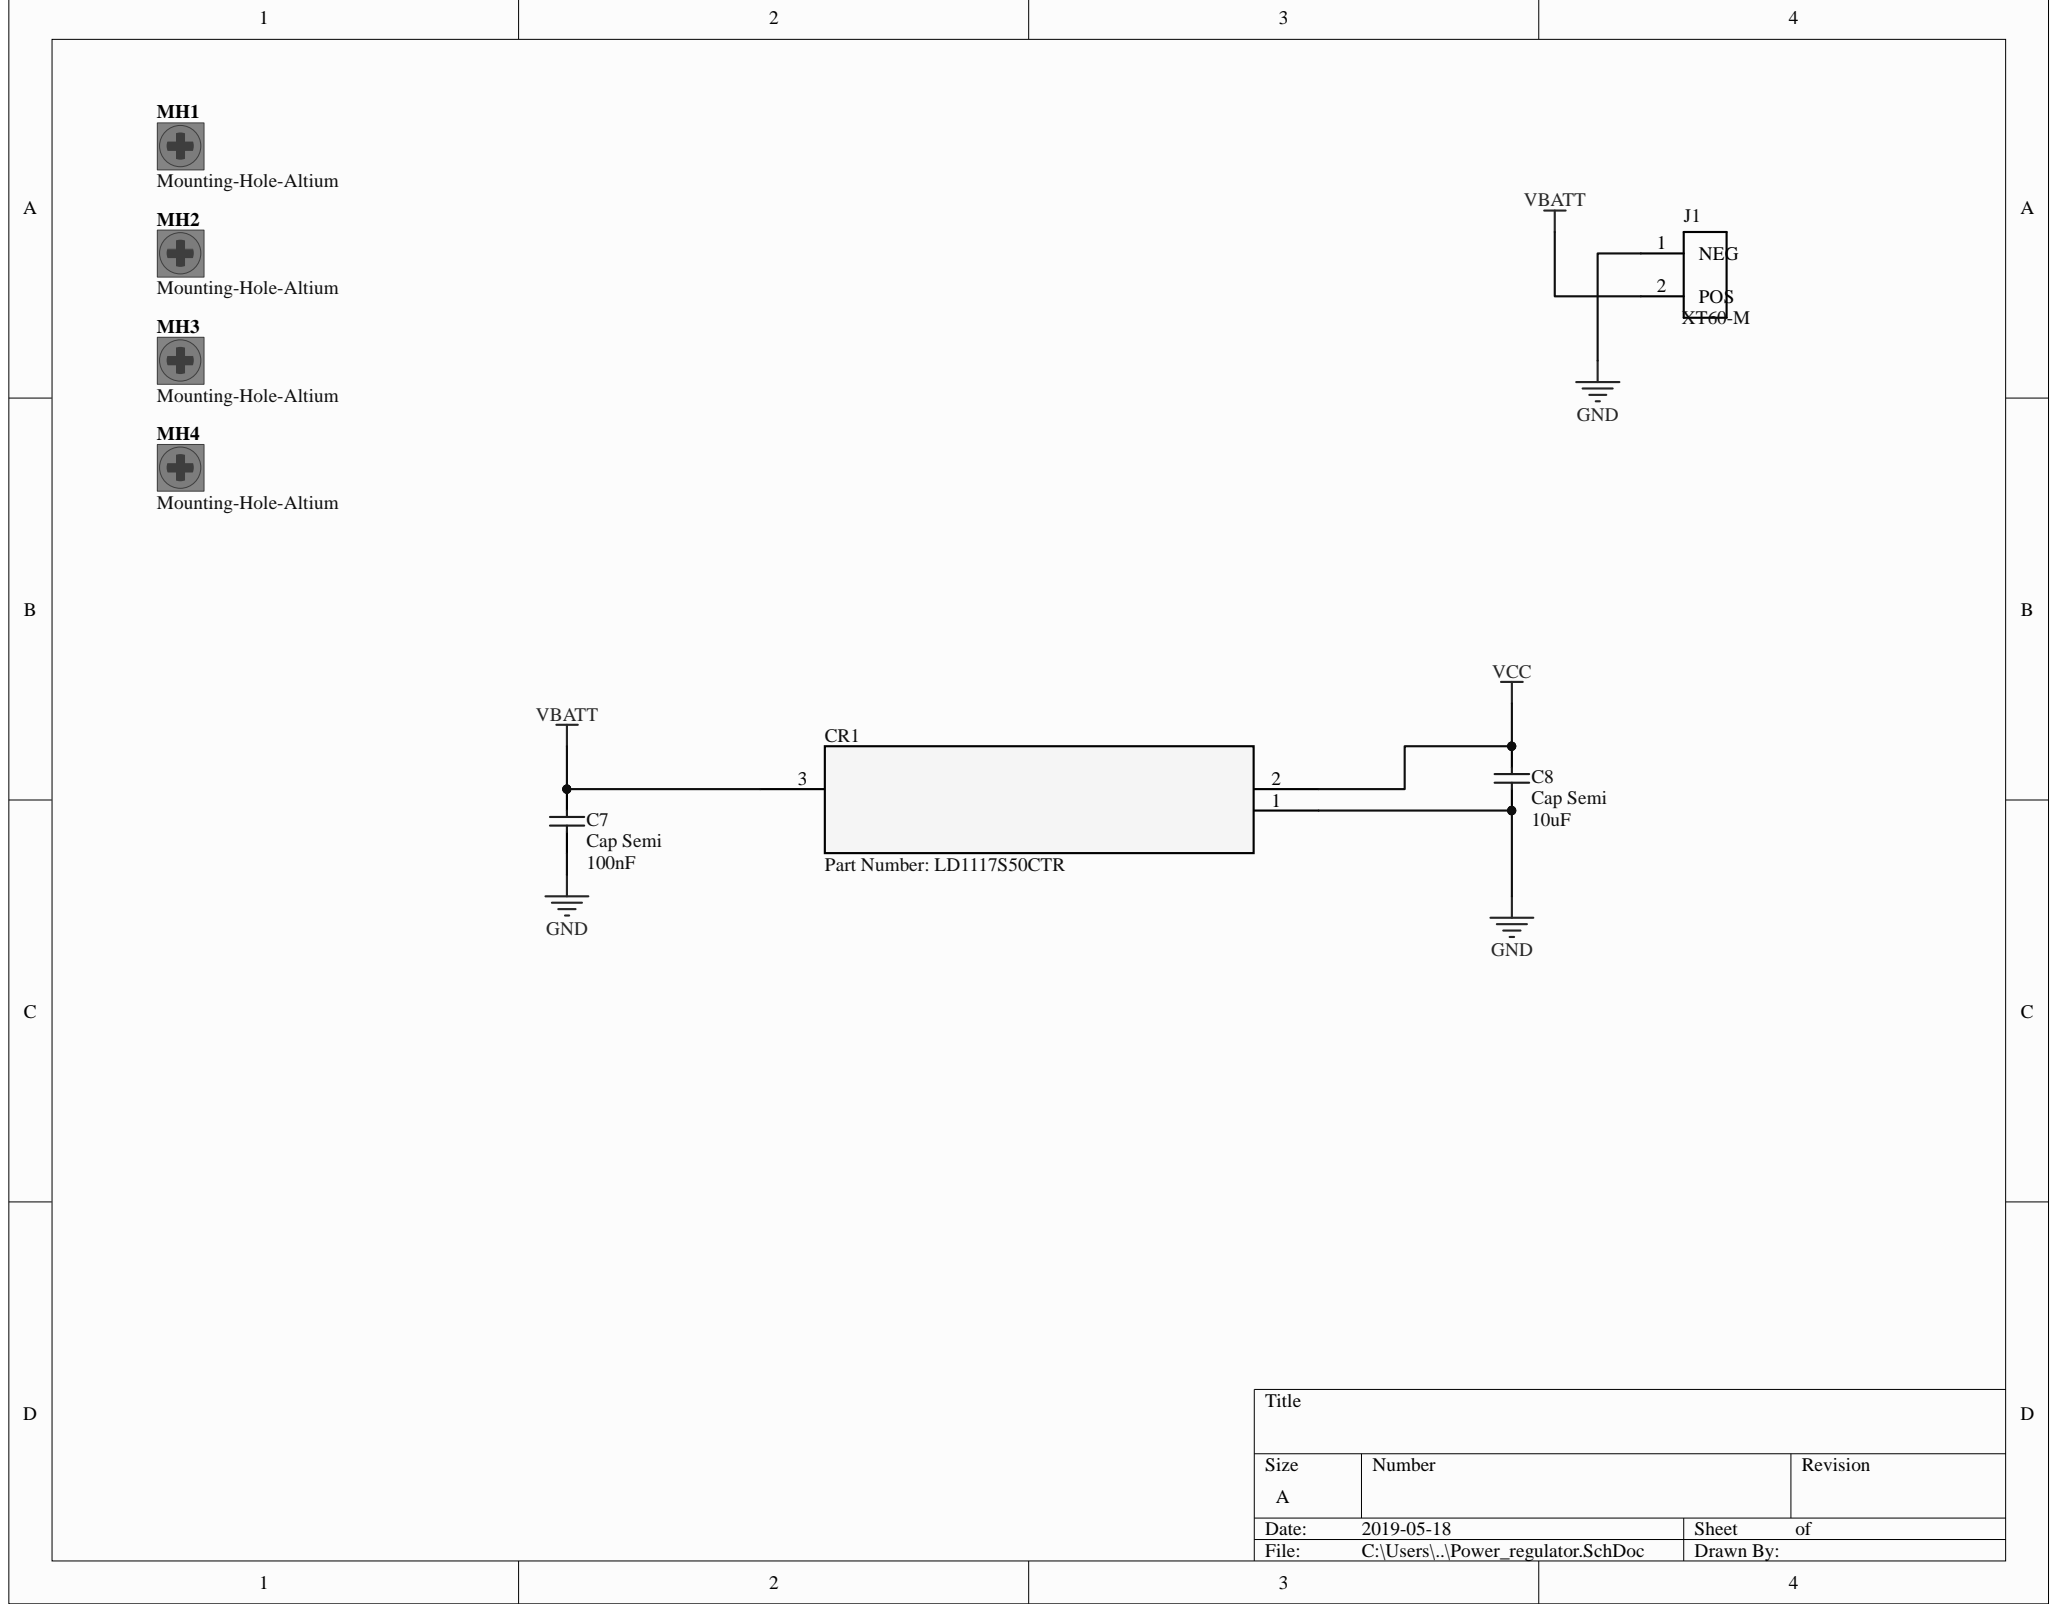 1 2 3 4
MH1
Mounting-Hole-Altium
MH2
Mounting-Hole-Altium
MH3
Mounting-Hole-Altium
MH4
Mounting-Hole-Altium
A A
VBATT
J1
1 NEG
2 POS
XT60-M
GND
B B
VCC
VBATT
CR1
3 2
1
C8
Cap Semi
10uF
C7
Cap Semi
100nF
Part Number: LD1117S50CTR
GND
GND
C C
D D
Title
Size Number Revision
A
Date: 2019-05-18 Sheet of
File: C:\Users\..\Power_regulator.SchDoc Drawn By:
1 2 3 4